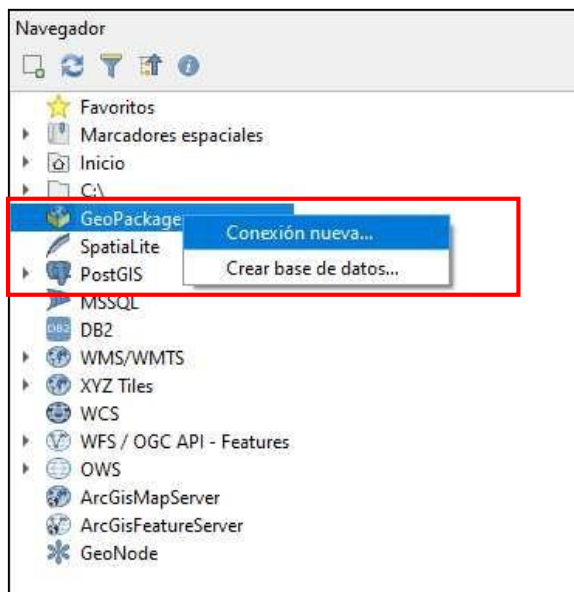 Navegador
Favoritos
Marcadores espaciales
Inicio
C:\
GeoPackage
Conexión nueva...
SpatiaLite
Crear base de datos...
PostGIS
MSSQL
DB2
DB2
WMS/WMTS
XYZ Tiles
WCS
WFS / OGC API - Features
OWS
ArcGisMapServer
ArcGisFeatureServer
GeoNode